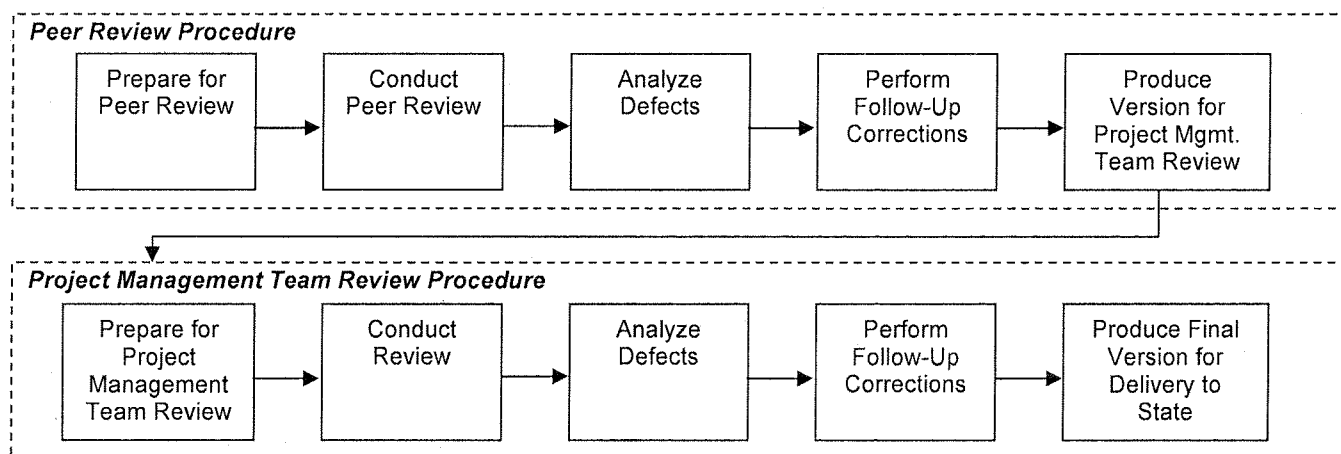 Peer Review Procedure
Prepare for
Peer Review
Conduct
Peer Review
Analyze
Defects
Perform
Follow-Up
Corrections
Produce
Version for
Project Mgmt.
Team Review
Project Management Team Review Procedure
Prepare for
Project
Management
Team Review
Conduct
Review
Analyze
Defects
Perform
Follow-Up
Corrections
Produce Final
Version for
Delivery to
State